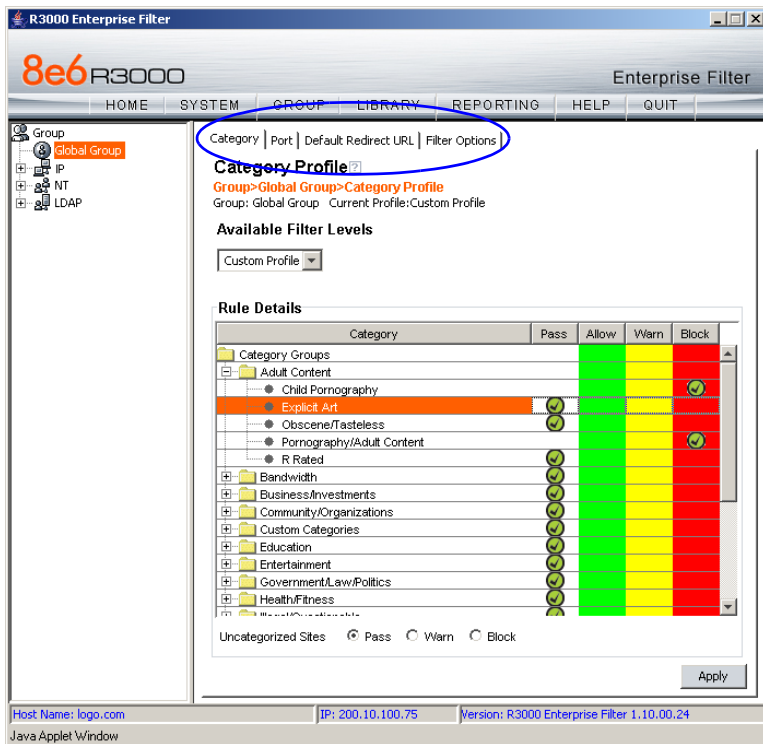 R3000 Enterprise Filter
8e6 R3000
Enterprise Filter
HOME SYSTEM GROUP LIBRARY REPORTING HELP QUIT
Group
Global Group
IP
NT
LDAP
Category Port Default Redirect URL Filter Options
Category Profile ?
Group>Global Group>Category Profile
Group: Global Group Current Profile:Custom Profile
Available Filter Levels
Custom Profile
Rule Details
Category Pass Allow Warn Block
Category Groups
Adult Content
Child Pornography
Explicit Art
Obscene/Tasteless
Pornography/Adult Content
R Rated
Bandwidth
Business/Investments
Community/Organizations
Custom Categories
Education
Entertainment
Government/Law/Politics
Health/Fitness
Uncategorized Sites Pass Warn Block
Apply
Host Name: logo.com IP: 200.10.100.75 Version: R3000 Enterprise Filter 1.10.00.24
Java Applet Window